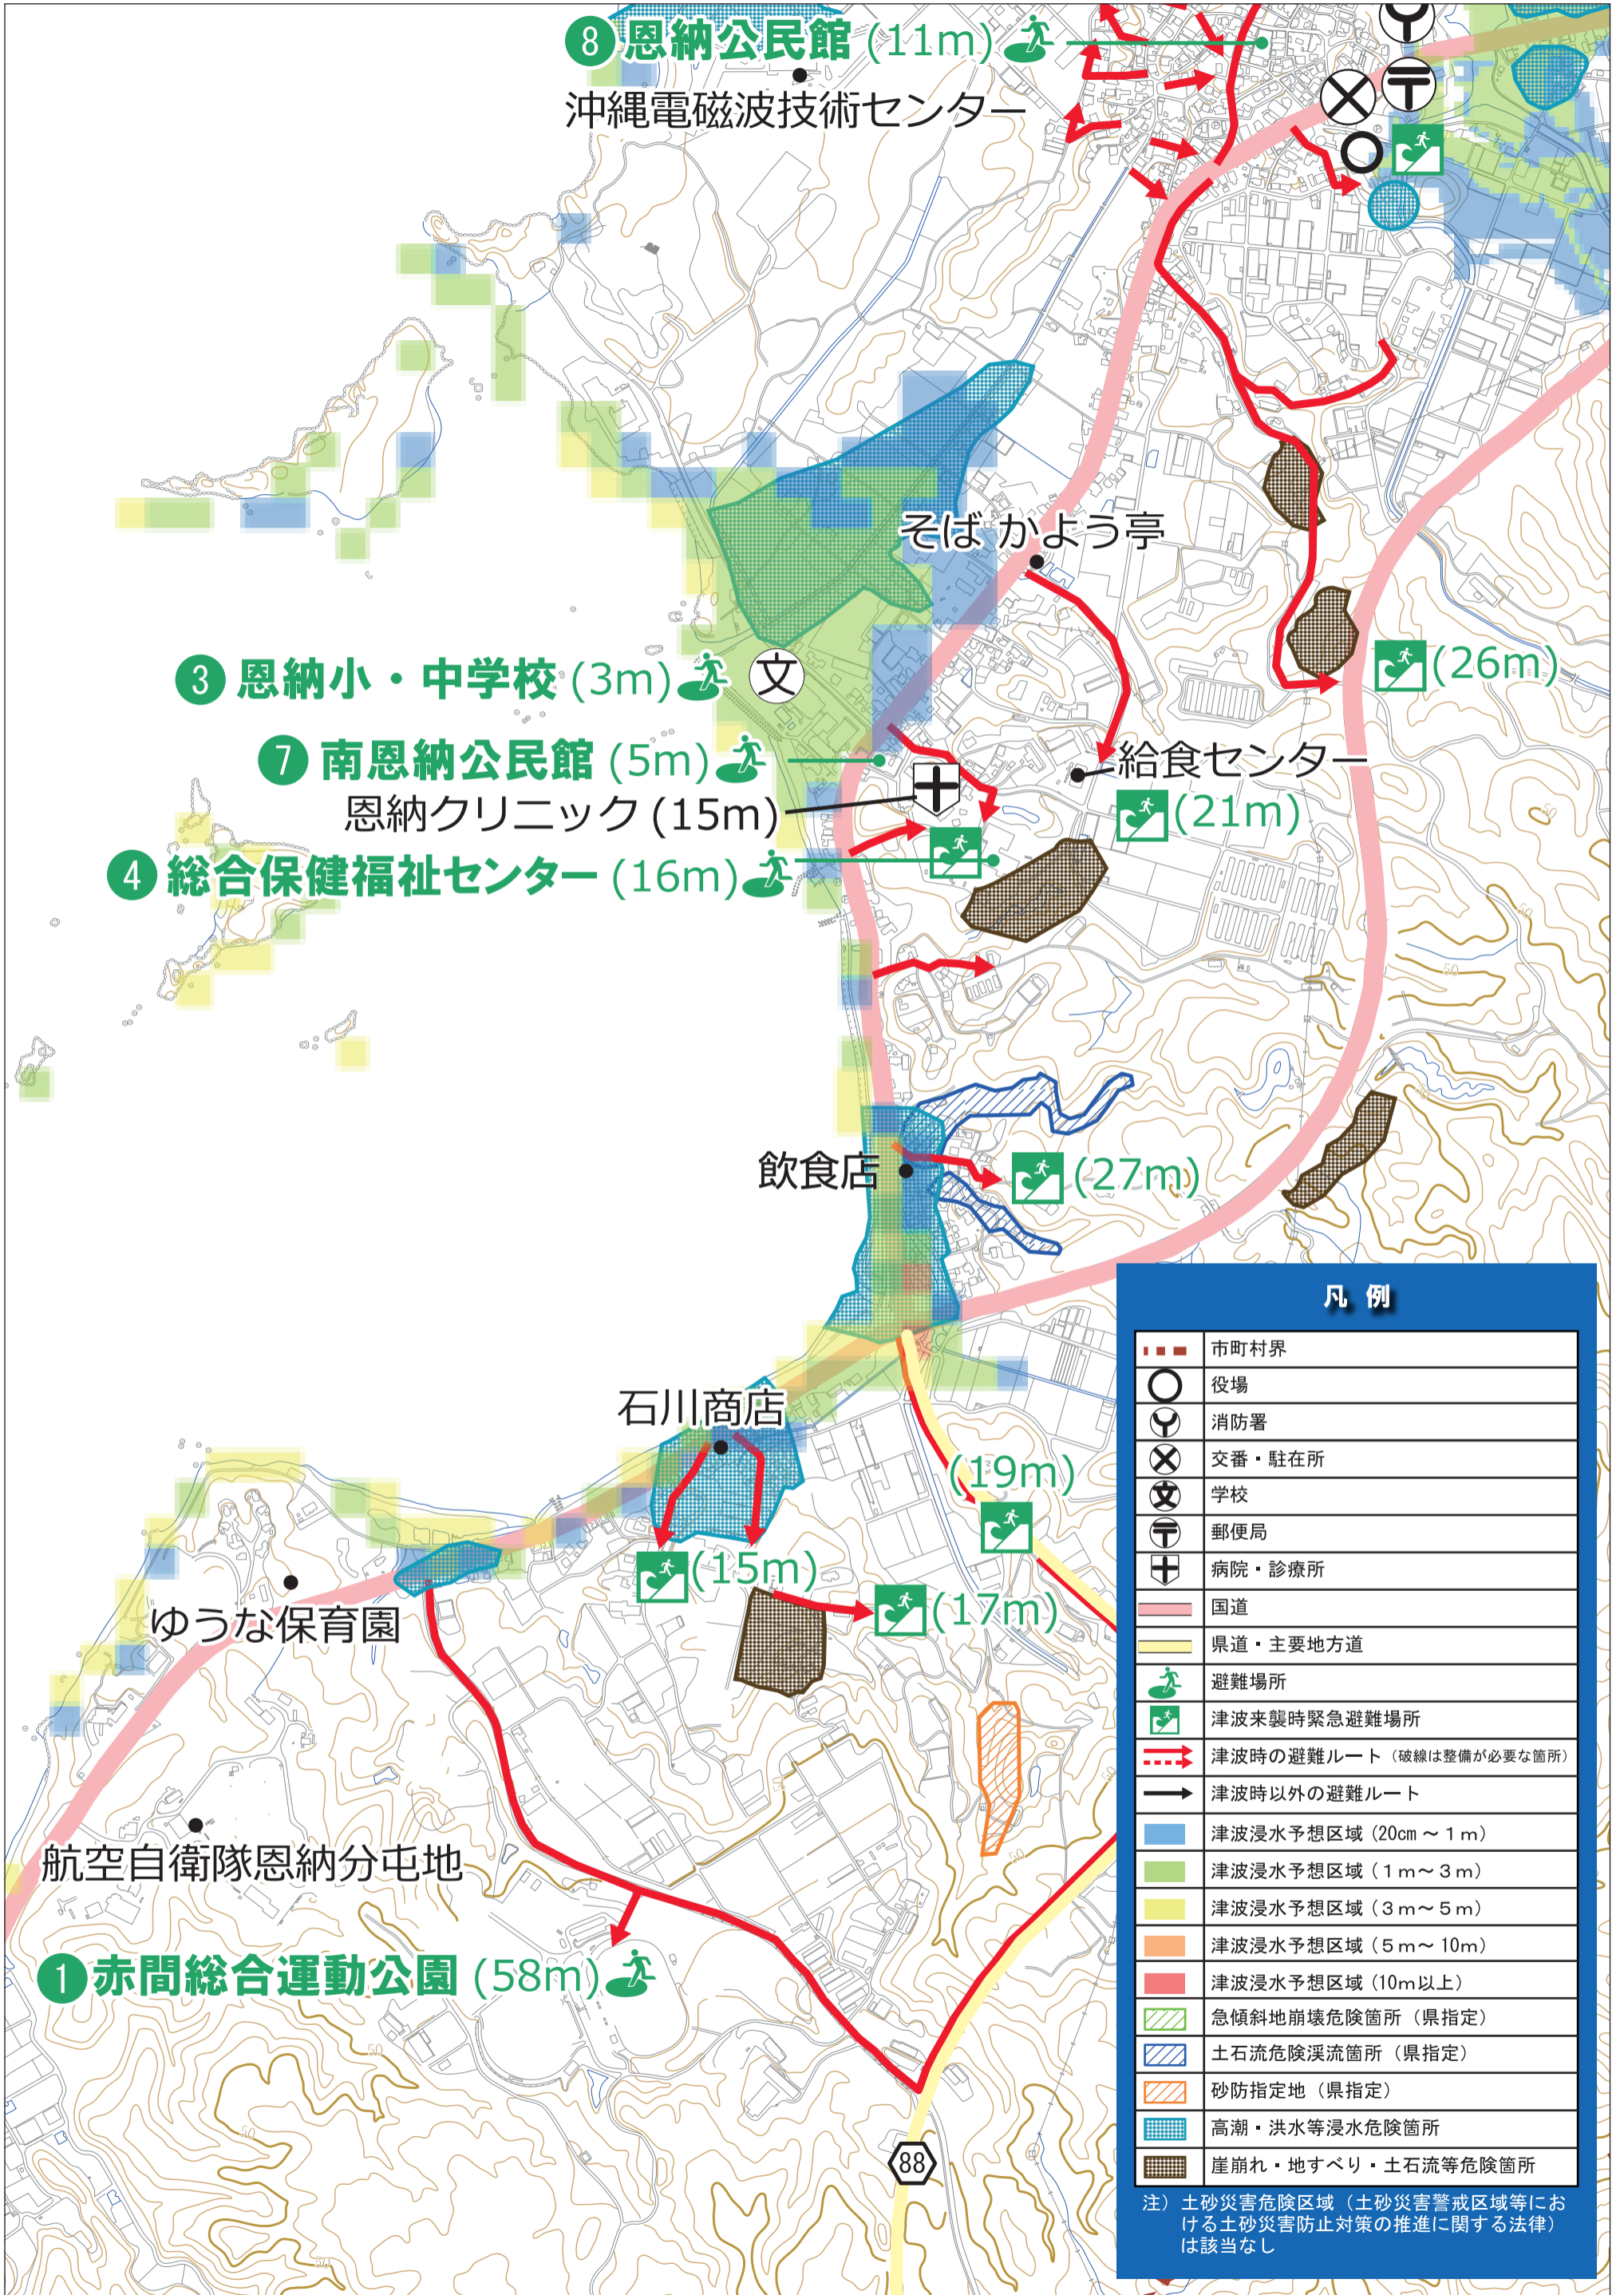 8 恩納公民館 (11m)
沖縄電磁波技術センター
そば かよう亭
3 恩納小・中学校 (3m)
文
(26m)
7 南恩納公民館 (5m)
給食センター
恩納クリニック (15m)
(21m)
4 総合保健福祉センター (16m)
50
50
50
飲食店
(27m)
石川商店
(19m)
(15m)
(17m)
ゆうな保育園
50
航空自衛隊恩納分屯地
1 赤間総合運動公園 (58m)
50
50
88
50
凡 例
市町村界
役場
消防署
交番・駐在所
文 学校
郵便局
病院・診療所
国道
県道・主要地方道
避難場所
津波来襲時緊急避難場所
津波時の避難ルート (破線は整備が必要な箇所)
津波時以外の避難ルート
津波浸水予想区域 (20cm ~ 1 m)
津波浸水予想区域 (1 m~ 3 m)
津波浸水予想区域 (3 m~ 5 m)
津波浸水予想区域 (5 m~ 10m)
津波浸水予想区域 (10m以上)
急傾斜地崩壊危険箇所 (県指定)
土石流危険渓流箇所 (県指定)
砂防指定地 (県指定)
高潮・洪水等浸水危険箇所
崖崩れ・地すべり・土石流等危険箇所
注) 土砂災害危険区域 (土砂災害警戒区域等にお
ける土砂災害防止対策の推進に関する法律)
は該当なし